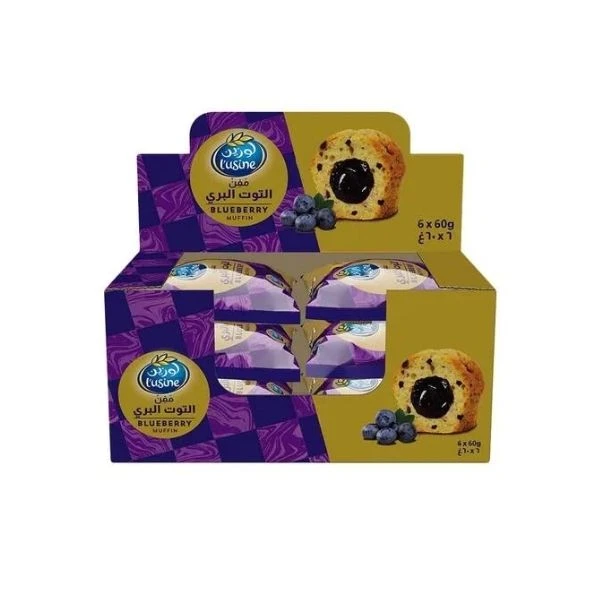 لوزين
l'usine
مفن
التوت البري
BLUEBERRY
MUFFIN
6 x 60g
٦ x ٦٠غ
لوزين
l'usine
مفن
التوت البري
BLUEBERRY
MUFFIN
6 x 60g
٦ x ٦٠غ